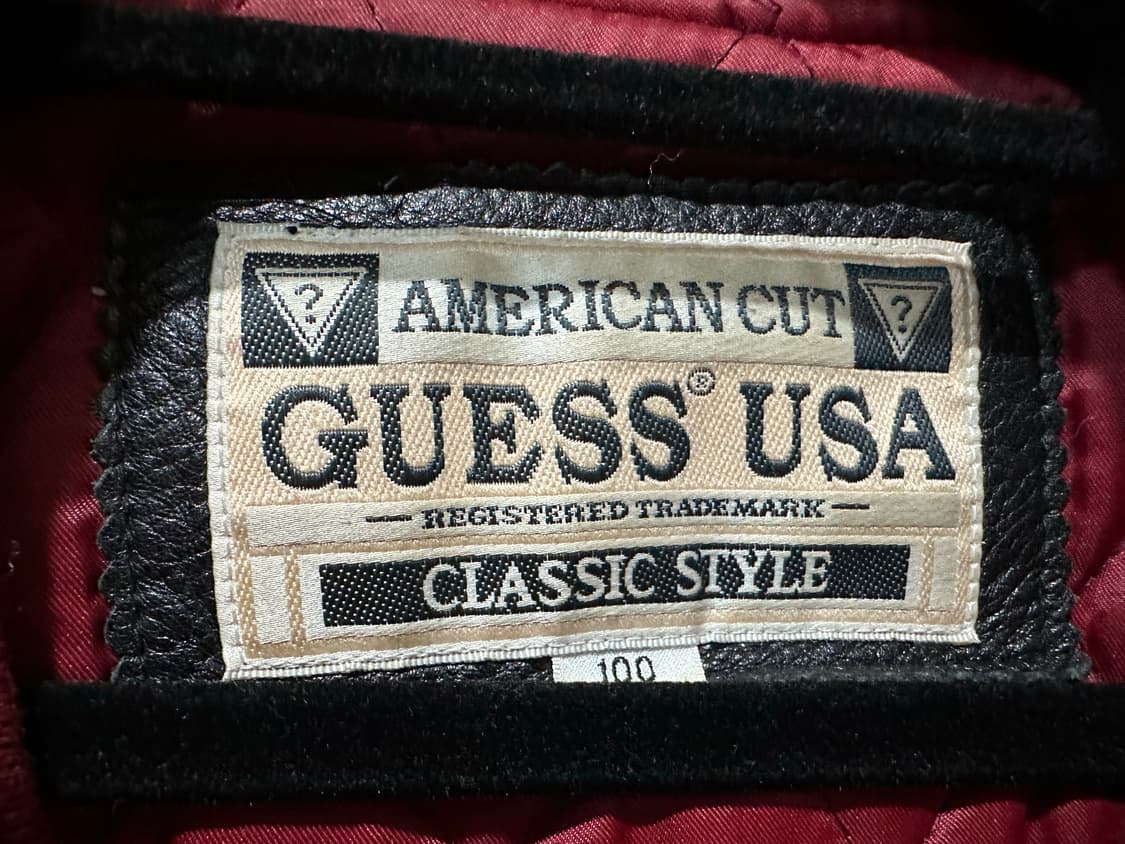 ? AMERICAN CUT ?
GUESS® USA
— REGISTERED TRADEMARK —
CLASSIC STYLE
100